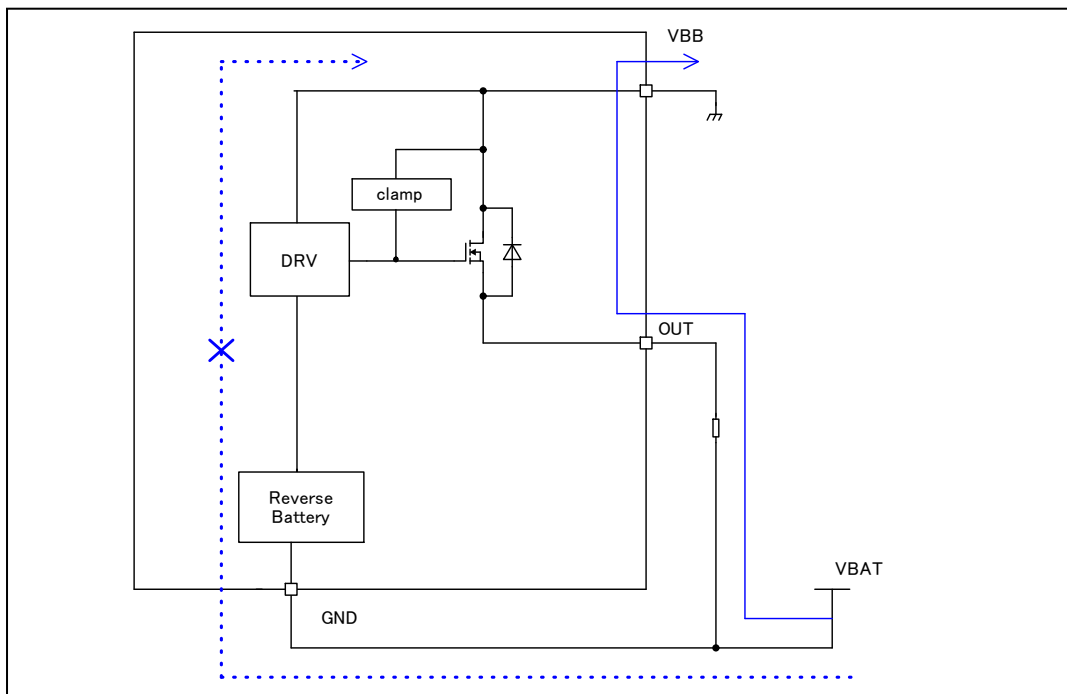 VBB
clamp
DRV
OUT
Reverse
Battery
VBAT
GND